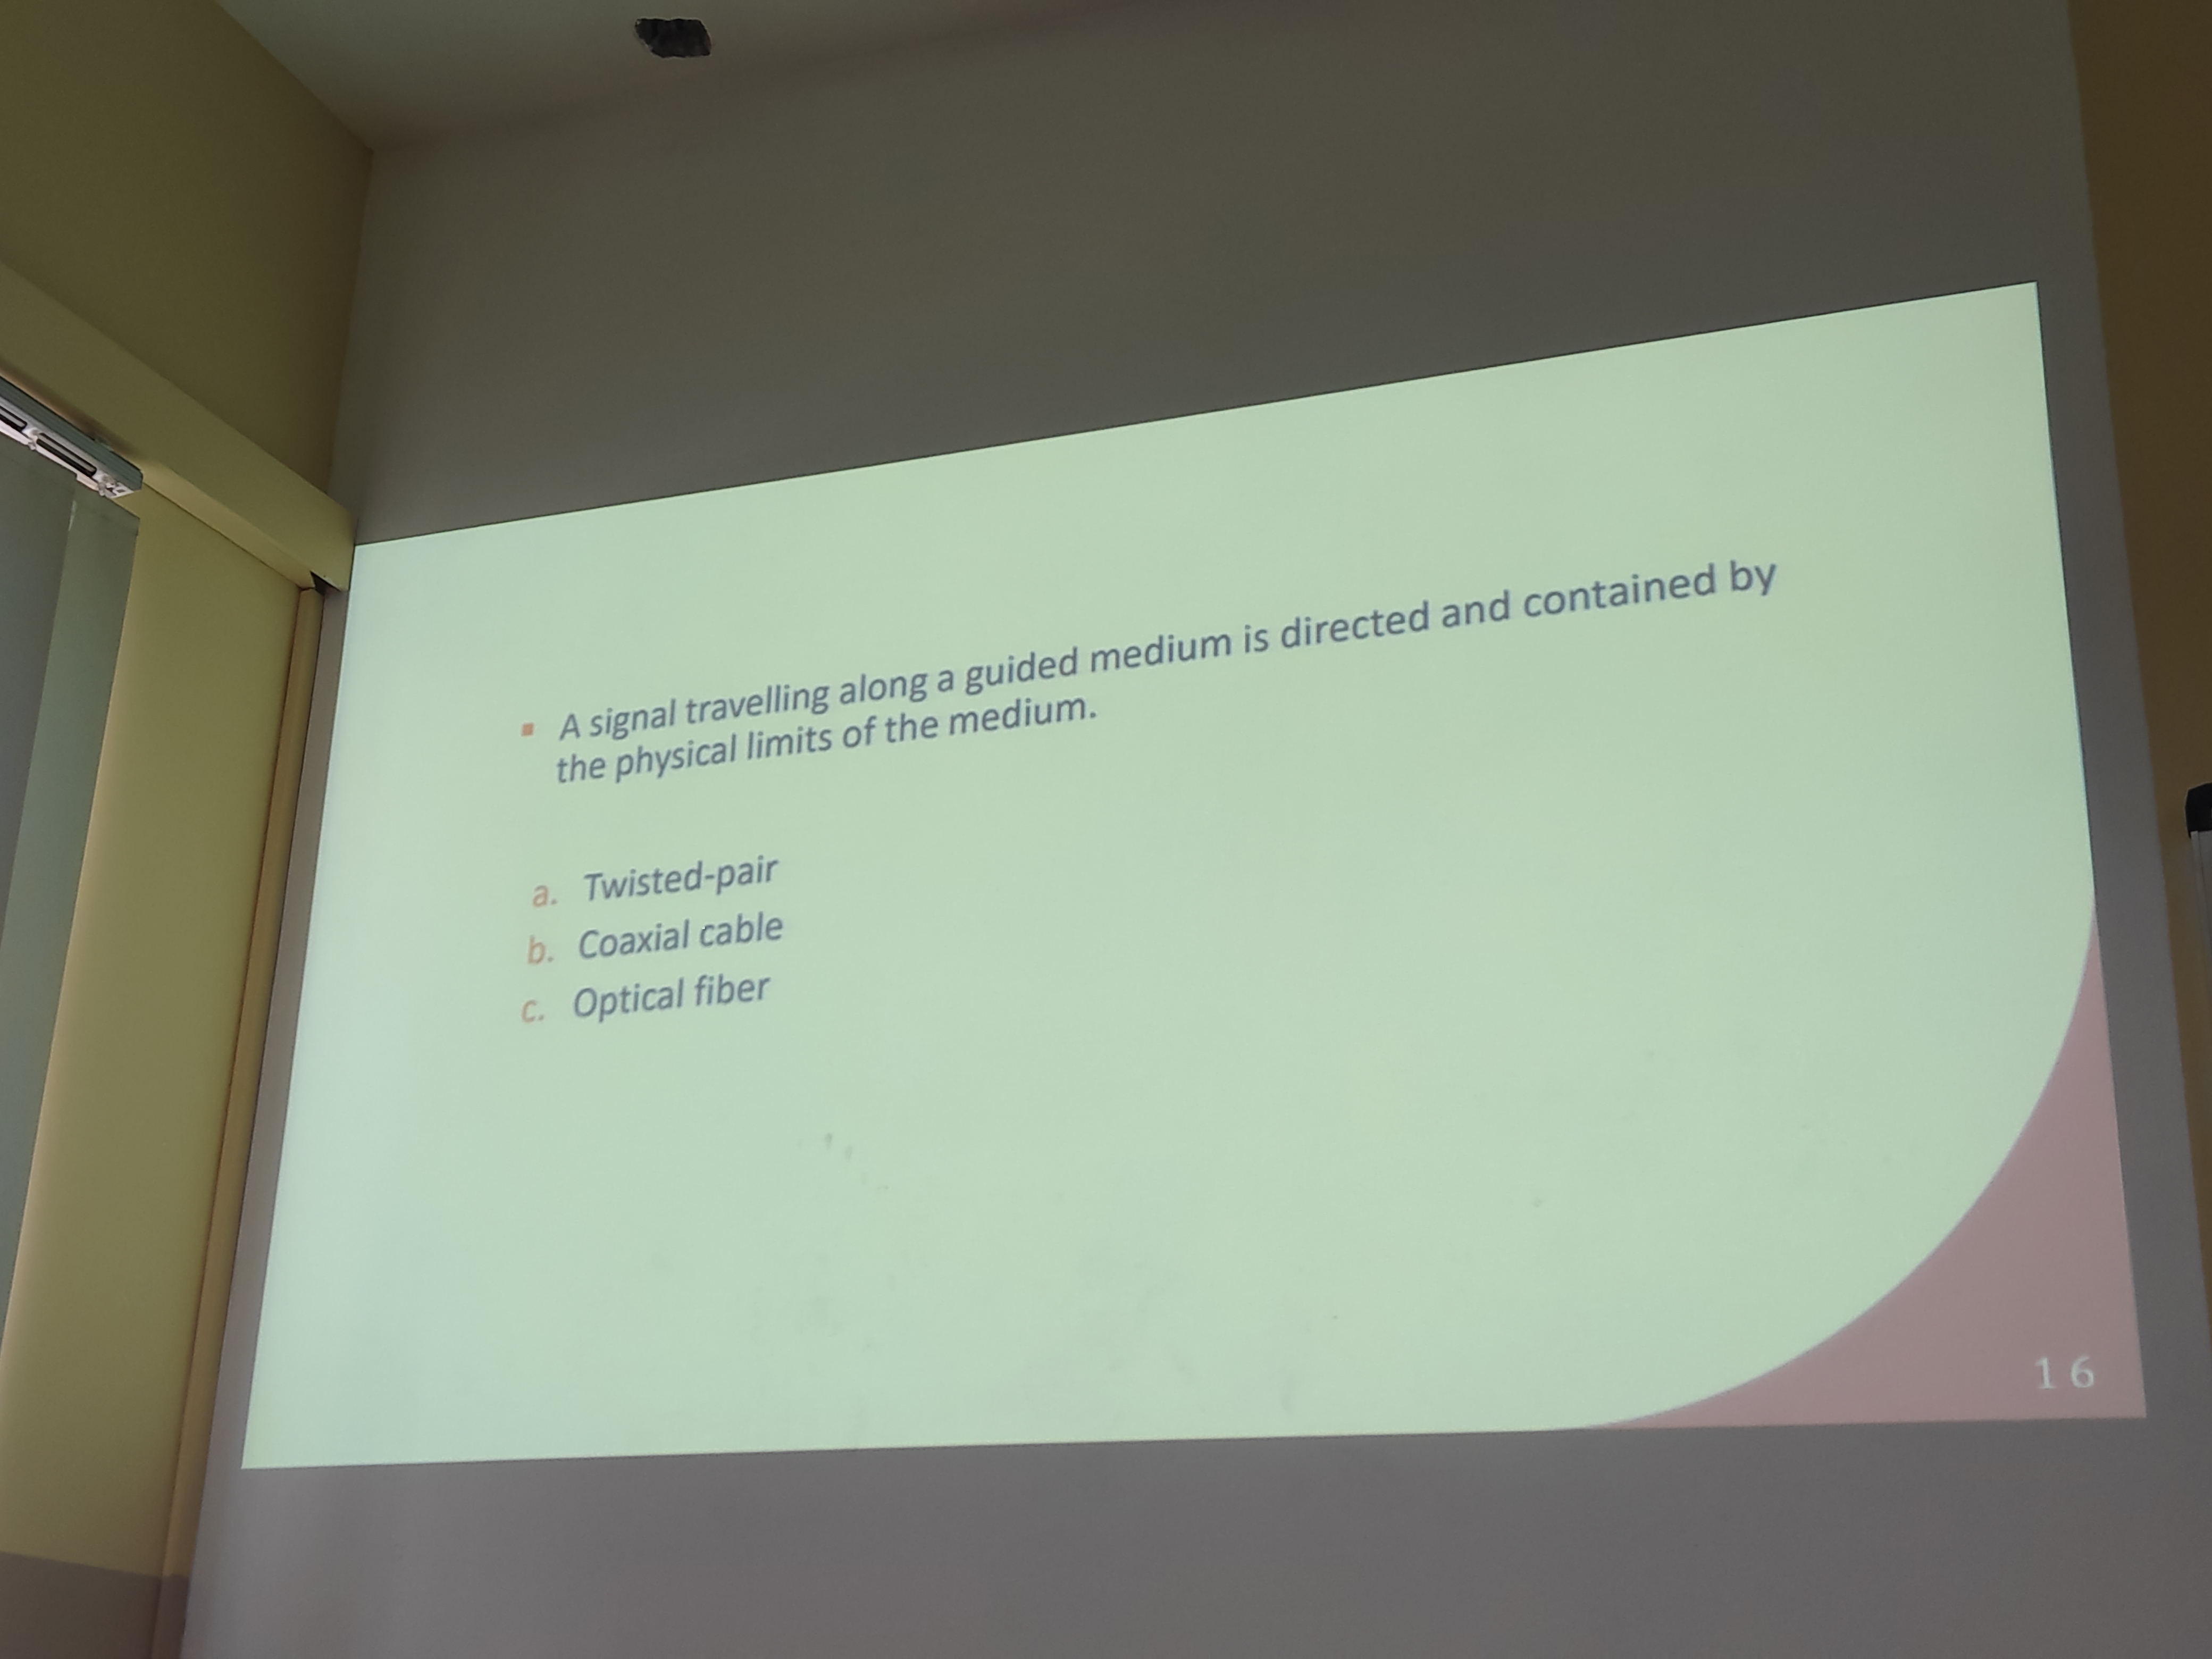 ▪ A signal travelling along a guided medium is directed and contained by
the physical limits of the medium.
a. Twisted-pair
b. Coaxial cable
c. Optical fiber
16